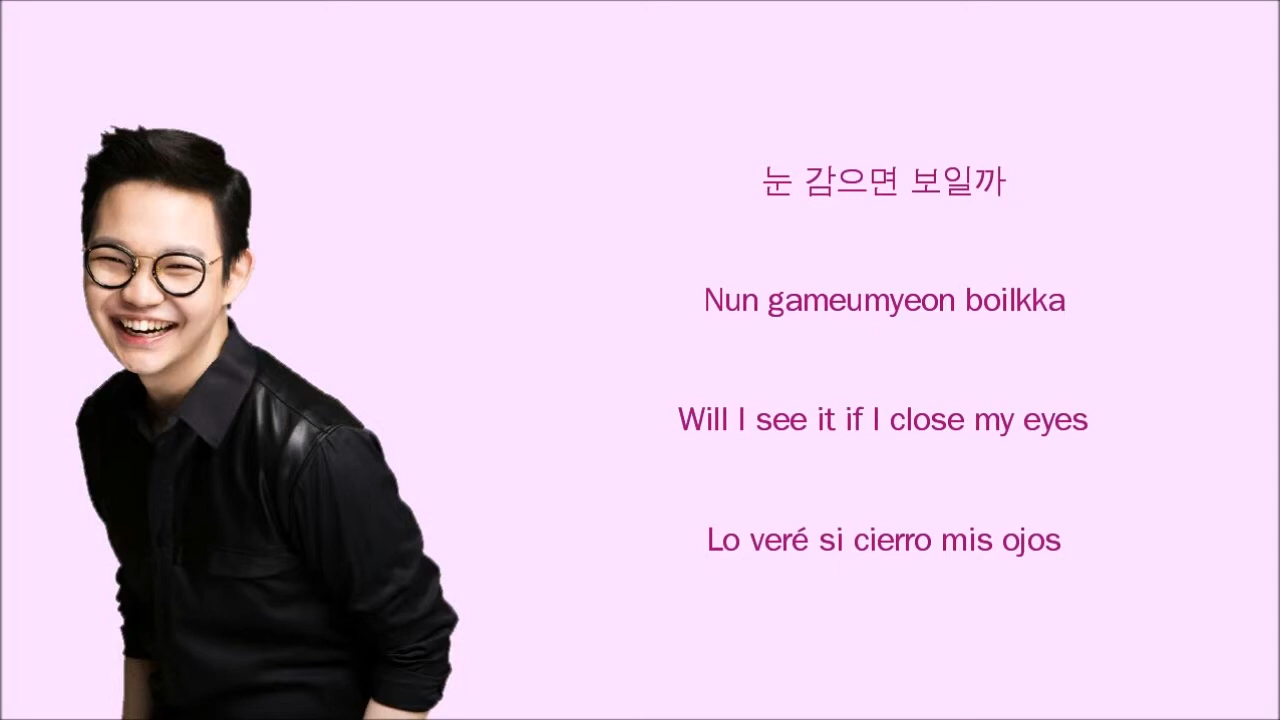 눈 감으면 보일까
Nun gameumyeon boilkka
Will I see it if I close my eyes
Lo veré si cierro mis ojos